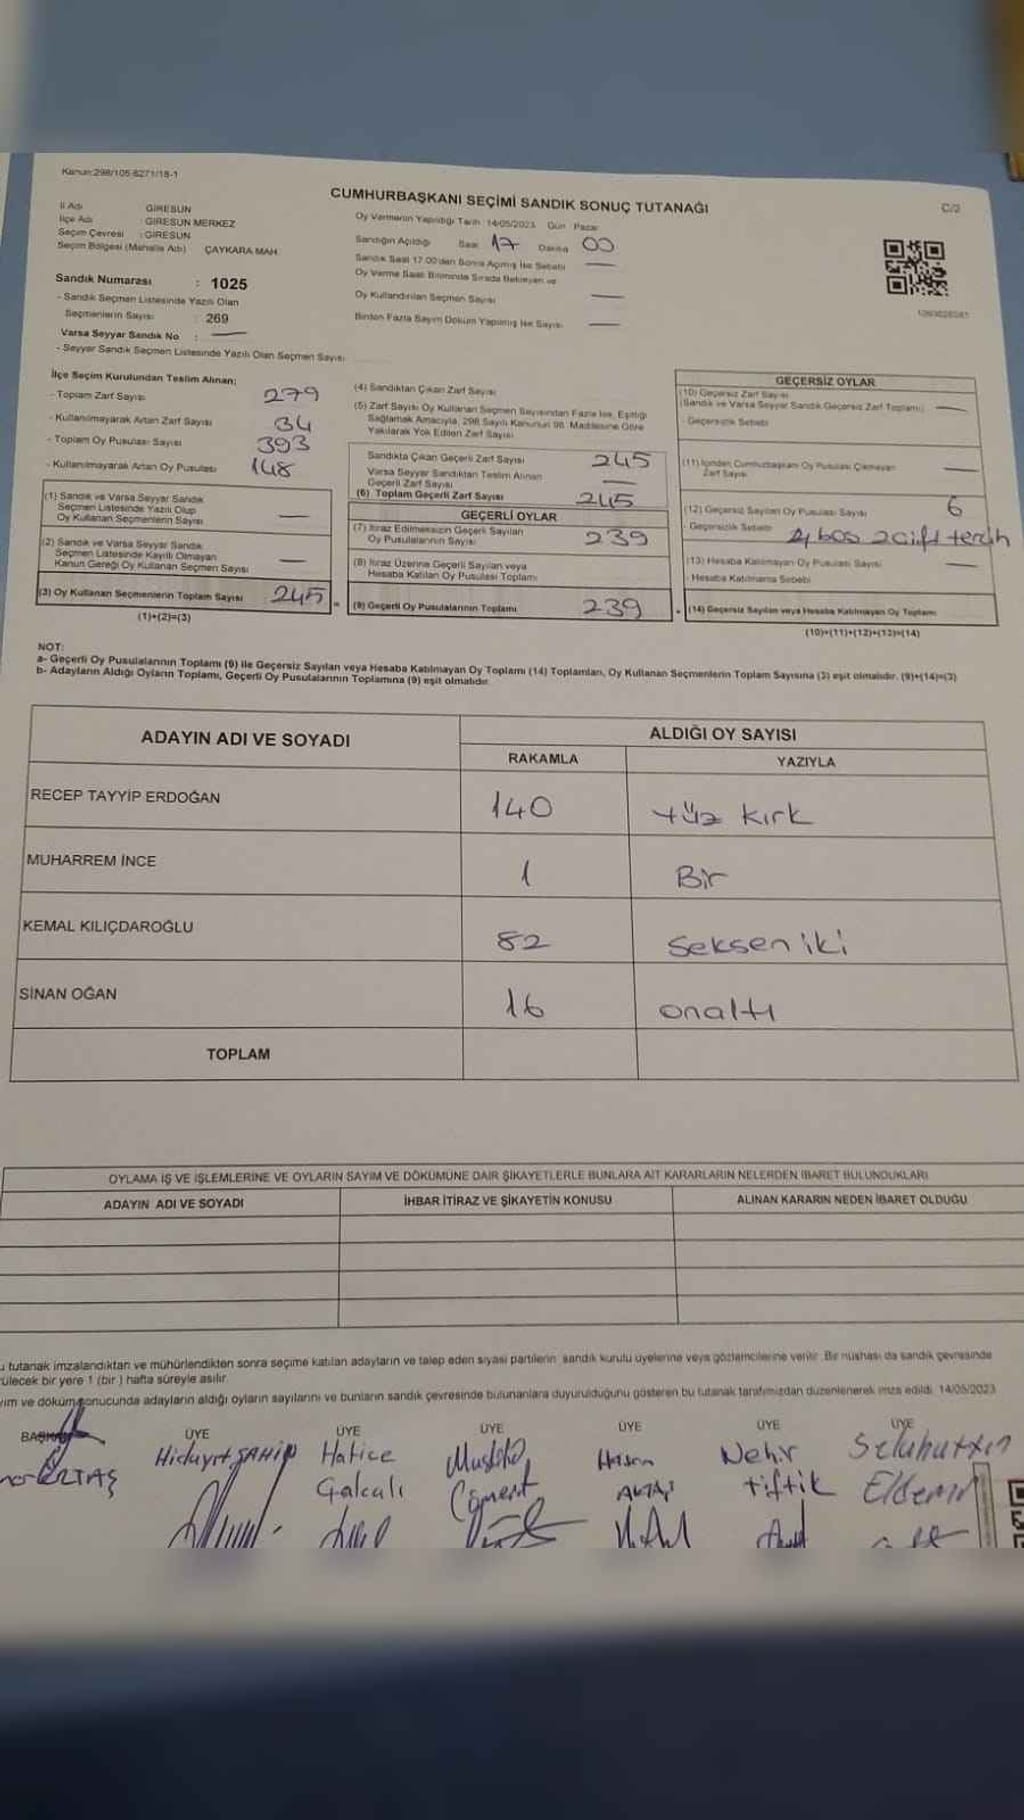 Kanun:298/105-6271/18-1
CUMHURBAŞKANI SEÇİMİ SANDIK SONUÇ TUTANAĞI
C/2
İl Adı GİRESUN
İlçe Adı GİRESUN MERKEZ
Seçim Çevresi : GİRESUN
Seçim Bölgesi (Mahalle Adı) ÇAYKARA MAH.
Oy Vermenin Yapıldığı Tarih : 14/05/2023 Gün Pazar
Sandığın Açıldığı Saat 17 Dakika 00
Sandık Saat 17.00'den Sonra Açılmış İse Sebebi —
Oy Verme Saati Bitiminde Sırada Bekleyen ve
Oy Kullandırılan Seçmen Sayısı —
Birden Fazla Sayım Döküm Yapılmış İse Sayısı —
Sandık Numarası : 1025
- Sandık Seçmen Listesinde Yazılı Olan
Seçmenlerin Sayısı 269
Varsa Seyyar Sandık No : —
- Seyyar Sandık Seçmen Listesinde Yazılı Olan Seçmen Sayısı
İlçe Seçim Kurulundan Teslim Alınan;
- Toplam Zarf Sayısı 279
- Kullanılmayarak Artan Zarf Sayısı 34
- Toplam Oy Pusulası Sayısı 393
- Kullanılmayarak Artan Oy Pusulası 148
(1) Sandık ve Varsa Seyyar Sandık
Seçmen Listesinde Yazılı Olup
Oy Kullanan Seçmenlerin Sayısı —
(2) Sandık ve Varsa Seyyar Sandık
Seçmen Listesinde Kayıtlı Olmayan
Kanun Gereği Oy Kullanan Seçmen Sayısı —
(3) Oy Kullanan Seçmenlerin Toplam Sayısı 245 =
(1)+(2)=(3)
(4) Sandıktan Çıkan Zarf Sayısı
(5) Zarf Sayısı Oy Kullanan Seçmen Sayısından Fazla İse, Eşitliği
Sağlamak Amacıyla, 298 Sayılı Kanunun 98. Maddesine Göre
Yakılarak Yok Edilen Zarf Sayısı
Sandıkta Çıkan Geçerli Zarf Sayısı 245
Varsa Seyyar Sandıktan Teslim Alınan
Geçerli Zarf Sayısı —
(6) Toplam Geçerli Zarf Sayısı 245
GEÇERLİ OYLAR
(7) İtiraz Edilmeksizin Geçerli Sayılan
Oy Pusulalarının Sayısı 239
(8) İtiraz Üzerine Geçerli Sayılan veya
Hesaba Katılan Oy Pusulası Toplamı
(9) Geçerli Oy Pusulalarının Toplamı 239
GEÇERSİZ OYLAR
(10) Geçersiz Zarf Sayısı
(Sandık ve Varsa Seyyar Sandık Geçersiz Zarf Toplamı) —
- Geçersizlik Sebebi
(11) İçinden Cumhurbaşkanı Oy Pusulası Çıkmayan
Zarf Sayısı —
(12) Geçersiz Sayılan Oy Pusulası Sayısı 6
- Geçersizlik Sebebi boş 2 çift tercih
(13) Hesaba Katılmayan Oy Pusulası Sayısı —
- Hesaba Katılmama Sebebi
(14) Geçersiz Sayılan veya Hesaba Katılmayan Oy Toplamı
(10)+(11)+(12)+(13)=(14)
NOT:
a- Geçerli Oy Pusulalarının Toplamı (9) ile Geçersiz Sayılan veya Hesaba Katılmayan Oy Toplamı (14) Toplamları, Oy Kullanan Seçmenlerin Toplam Sayısına (3) eşit olmalıdır. (9)+(14)=(3)
b- Adayların Aldığı Oyların Toplamı, Geçerli Oy Pusulalarının Toplamına (9) eşit olmalıdır.
ADAYIN ADI VE SOYADI ALDIĞI OY SAYISI
RAKAMLA YAZIYLA
RECEP TAYYİP ERDOĞAN 140 Yüz kırk
MUHARREM İNCE 1 Bir
KEMAL KILIÇDAROĞLU 82 Seksen iki
SİNAN OĞAN 16 onaltı
TOPLAM
OYLAMA İŞ VE İŞLEMLERİNE VE OYLARIN SAYIM VE DÖKÜMÜNE DAİR ŞİKAYETLERLE BUNLARA AİT KARARLARIN NELERDEN İBARET BULUNDUKLARI
ADAYIN ADI VE SOYADI İHBAR İTİRAZ VE ŞİKAYETİN KONUSU ALINAN KARARIN NEDEN İBARET OLDUĞU
u tutanak imzalandıktan ve mühürlendikten sonra seçime katılan adayların ve talep eden siyasi partilerin sandık kurulu üyelerine veya gözlemcilerine verilir. Bir nüshası da sandık çevresinde
rülecek bir yere 1 (bir ) hafta süreyle asılır.
yım ve döküm sonucunda adayların aldığı oyların sayılarını ve bunların sandık çevresinde bulunanlara duyurulduğunu gösteren bu tutanak tarafımızdan düzenlenerek imza edildi. 14/05/2023
BAŞKAN ÜYE ÜYE ÜYE ÜYE ÜYE ÜYE
Hidayet ŞAHİN Hatice Mustafa Hasan Nehir Selahattin
ERTAŞ Galcalı Çoment AKTAŞ Tiftik Eldemir